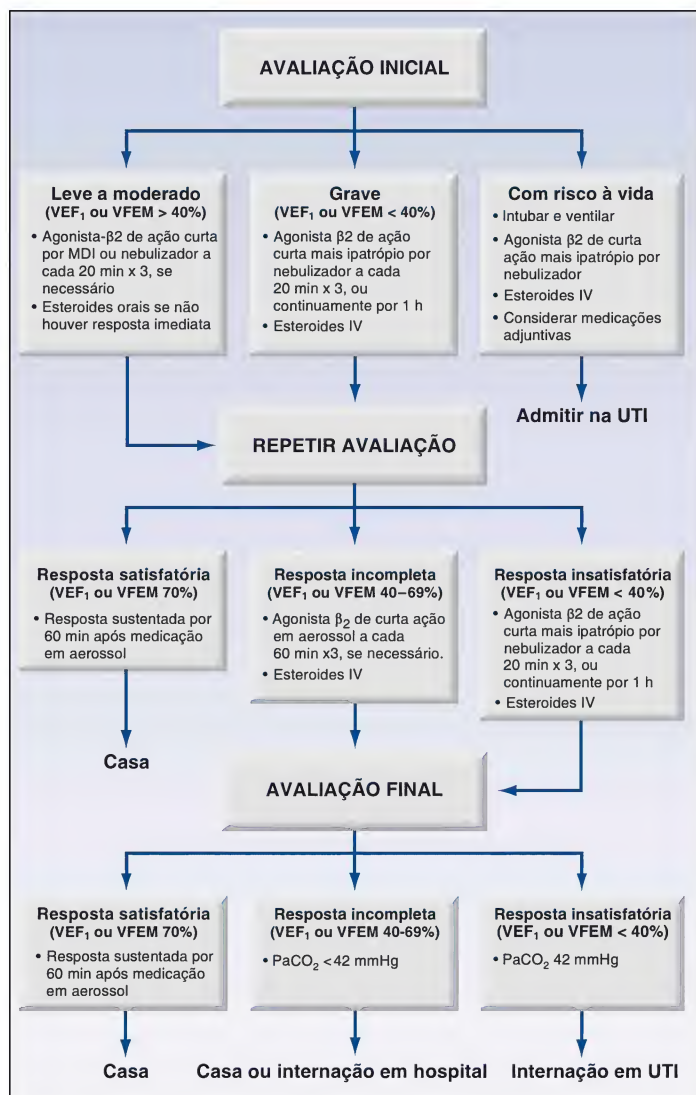 AVALIAÇÃO INICIAL
Leve a moderado
(VEF₁ ou VFEM > 40%)
• Agonista-β2 de ação curta
por MDI ou nebulizador a
cada 20 min x 3, se
necessário
• Esteroides orais se não
houver resposta imediata
Grave
(VEF₁ ou VFEM < 40%)
• Agonista β2 de ação
curta mais ipatrópio por
nebulizador a cada
20 min x 3, ou
continuamente por 1 h
• Esteroides IV
Com risco à vida
• Intubar e ventilar
• Agonista β2 de curta
ação mais ipatrópio por
nebulizador
• Esteroides IV
• Considerar medicações
adjuntivas
Admitir na UTI
REPETIR AVALIAÇÃO
Resposta satisfatória
(VEF₁ ou VFEM 70%)
• Resposta sustentada por
60 min após medicação
em aerossol
Resposta incompleta
(VEF₁ ou VFEM 40–69%)
• Agonista β₂ de curta ação
em aerossol a cada
60 min x3, se necessário.
• Esteroides IV
Resposta insatisfatória
(VEF₁ ou VFEM < 40%)
• Agonista β2 de ação
curta mais ipatrópio por
nebulizador a cada
20 min x 3, ou
continuamente por 1 h
• Esteroides IV
Casa
AVALIAÇÃO FINAL
Resposta satisfatória
(VEF₁ ou VFEM 70%)
• Resposta sustentada por
60 min após medicação
em aerossol
Resposta incompleta
(VEF₁ ou VFEM 40-69%)
• PaCO₂ < 42 mmHg
Resposta insatisfatória
(VEF₁ ou VFEM < 40%)
• PaCO₂ 42 mmHg
Casa
Casa ou internação em hospital
Internação em UTI